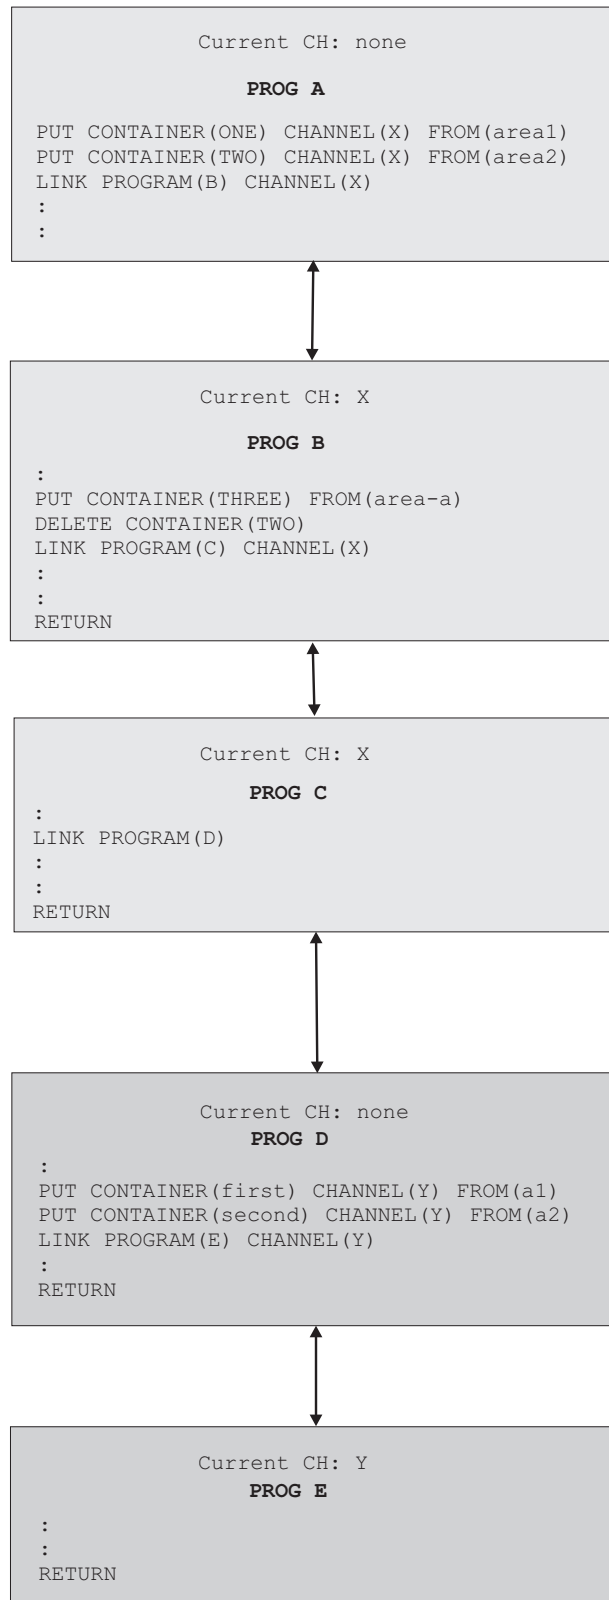 Current CH: none
PROG A
PUT CONTAINER(ONE) CHANNEL(X) FROM(area1)
PUT CONTAINER(TWO) CHANNEL(X) FROM(area2)
LINK PROGRAM(B) CHANNEL(X)
:
:
Current CH: X
PROG B
:
PUT CONTAINER(THREE) FROM(area-a)
DELETE CONTAINER(TWO)
LINK PROGRAM(C) CHANNEL(X)
:
:
RETURN
Current CH: X
PROG C
:
LINK PROGRAM(D)
:
:
RETURN
Current CH: none
PROG D
:
PUT CONTAINER(first) CHANNEL(Y) FROM(a1)
PUT CONTAINER(second) CHANNEL(Y) FROM(a2)
LINK PROGRAM(E) CHANNEL(Y)
:
RETURN
Current CH: Y
PROG E
:
:
RETURN